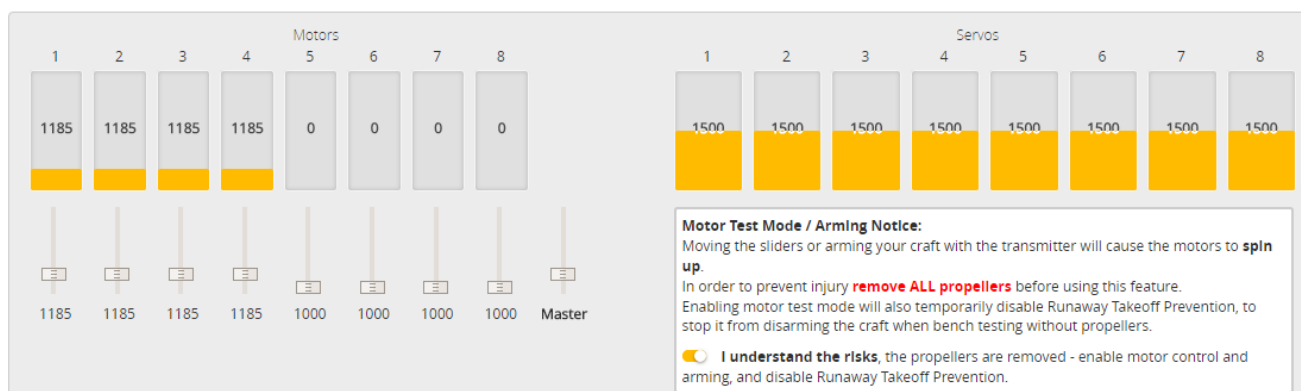 Motors
1 2 3 4 5 6 7 8
1185 1185 1185 1185 0 0 0 0
1185 1185 1185 1185 1000 1000 1000 1000 Master
Servos
1 2 3 4 5 6 7 8
1500 1500 1500 1500 1500 1500 1500 1500
Motor Test Mode / Arming Notice:
Moving the sliders or arming your craft with the transmitter will cause the motors to spin
up.
In order to prevent injury remove ALL propellers before using this feature.
Enabling motor test mode will also temporarily disable Runaway Takeoff Prevention, to
stop it from disarming the craft when bench testing without propellers.
I understand the risks, the propellers are removed - enable motor control and
arming, and disable Runaway Takeoff Prevention.